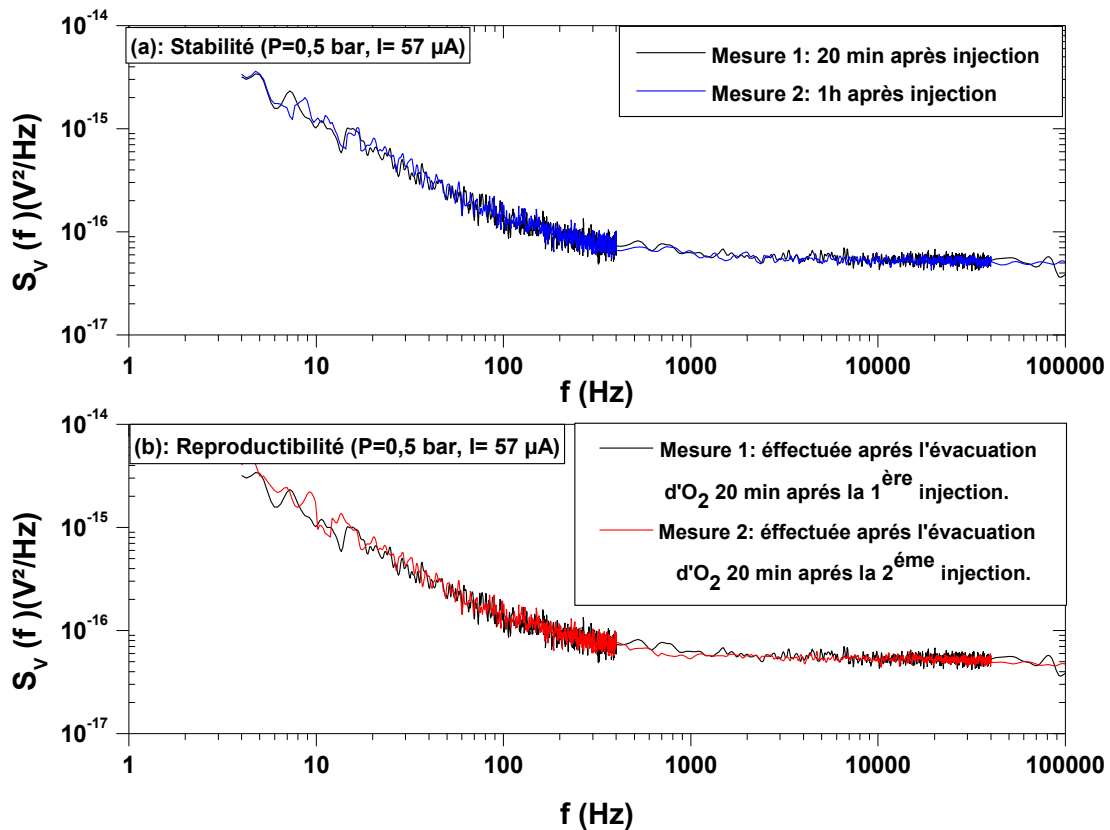 10⁻¹⁴
(a): Stabilité (P=0,5 bar, I= 57 µA)
Mesure 1: 20 min après injection
Mesure 2: 1h après injection
10⁻¹⁵
10⁻¹⁶
10⁻¹⁷
S_V (f )(V²/Hz)
1 10 100 1000 10000 100000
f (Hz)
10⁻¹⁴
(b): Reproductibilité (P=0,5 bar, I= 57 µA)
Mesure 1: éffectuée aprés l'évacuation
d'O₂ 20 min aprés la 1ère injection.
Mesure 2: éffectuée aprés l'évacuation
d'O₂ 20 min aprés la 2éme injection.
10⁻¹⁵
10⁻¹⁶
10⁻¹⁷
S_V (f )(V²/Hz)
1 10 100 1000 10000 100000
f (Hz)